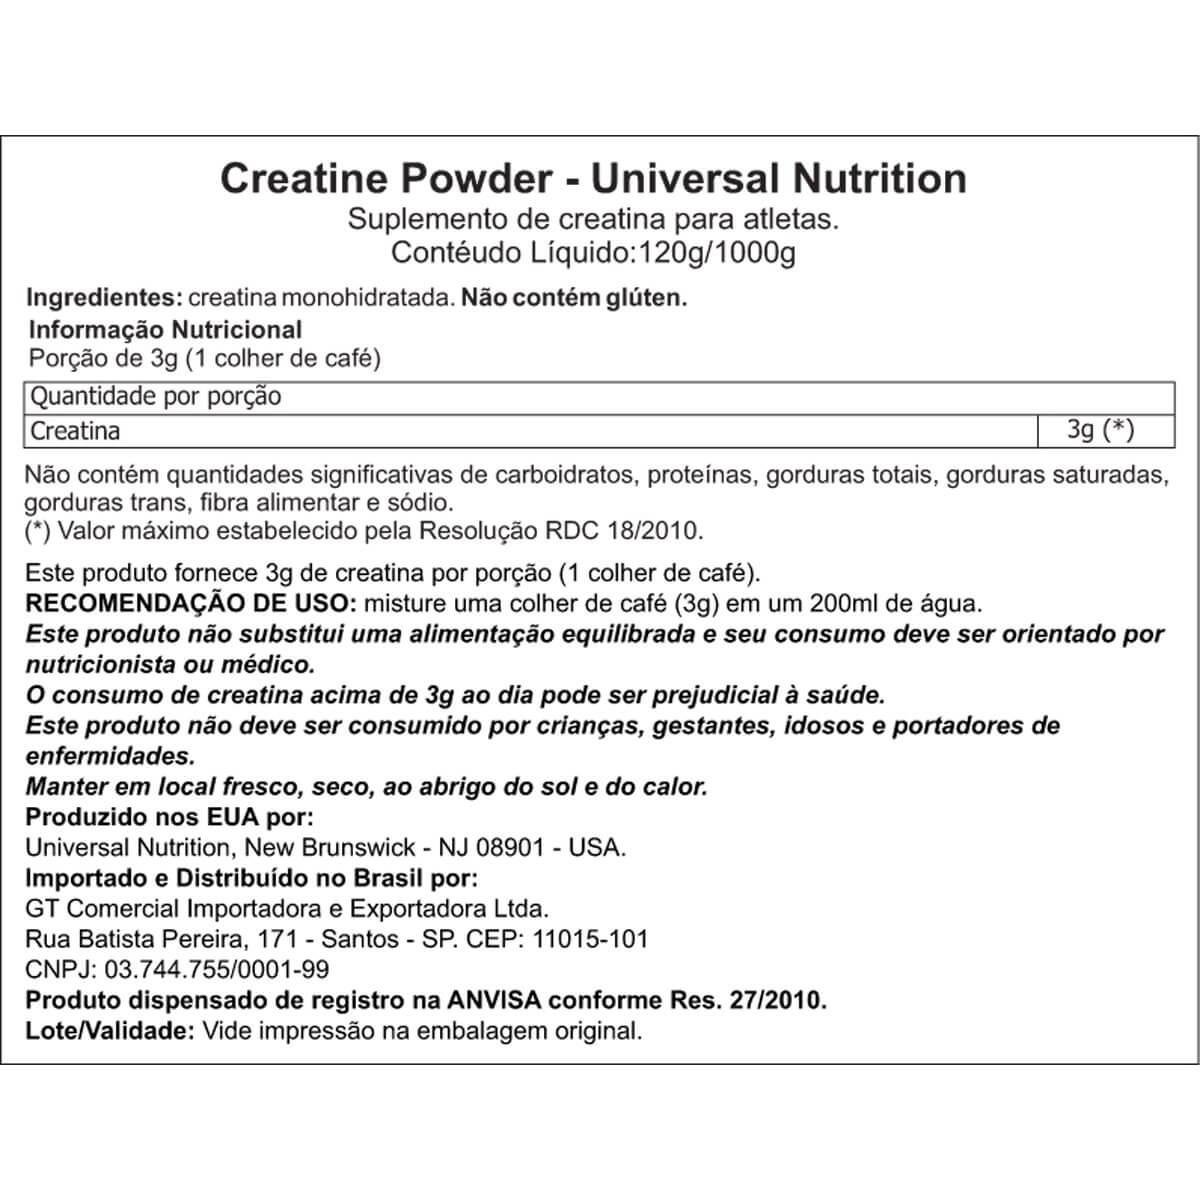 Creatine Powder - Universal Nutrition
Suplemento de creatina para atletas.
Contéudo Líquido:120g/1000g
Ingredientes: creatina monohidratada. Não contém glúten.
Informação Nutricional
Porção de 3g (1 colher de café)
Quantidade por porção
Creatina 3g (*)
Não contém quantidades significativas de carboidratos, proteínas, gorduras totais, gorduras saturadas,
gorduras trans, fibra alimentar e sódio.
(*) Valor máximo estabelecido pela Resolução RDC 18/2010.
Este produto fornece 3g de creatina por porção (1 colher de café).
RECOMENDAÇÃO DE USO: misture uma colher de café (3g) em um 200ml de água.
Este produto não substitui uma alimentação equilibrada e seu consumo deve ser orientado por
nutricionista ou médico.
O consumo de creatina acima de 3g ao dia pode ser prejudicial à saúde.
Este produto não deve ser consumido por crianças, gestantes, idosos e portadores de
enfermidades.
Manter em local fresco, seco, ao abrigo do sol e do calor.
Produzido nos EUA por:
Universal Nutrition, New Brunswick - NJ 08901 - USA.
Importado e Distribuído no Brasil por:
GT Comercial Importadora e Exportadora Ltda.
Rua Batista Pereira, 171 - Santos - SP. CEP: 11015-101
CNPJ: 03.744.755/0001-99
Produto dispensado de registro na ANVISA conforme Res. 27/2010.
Lote/Validade: Vide impressão na embalagem original.